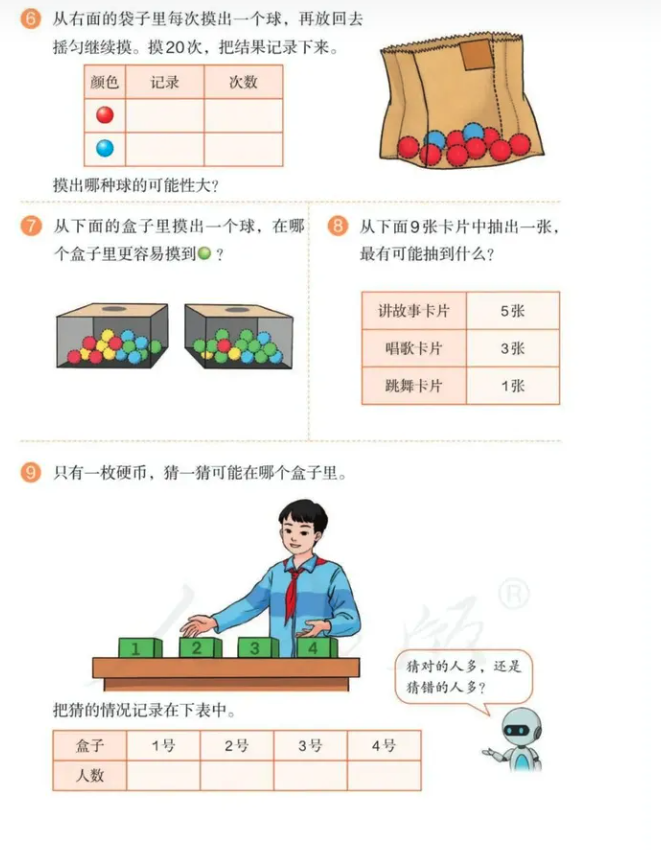 6 从右面的袋子里每次摸出一个球，再放回去
摇匀继续摸。摸20次，把结果记录下来。
颜色 记录 次数
摸出哪种球的可能性大？
7 从下面的盒子里摸出一个球，在哪
个盒子里更容易摸到？
8 从下面9张卡片中抽出一张，
最有可能抽到什么？
讲故事卡片 5张
唱歌卡片 3张
跳舞卡片 1张
9 只有一枚硬币，猜一猜可能在哪个盒子里。
®
1 2 3 4
猜对的人多，还是
猜错的人多？
把猜的情况记录在下表中。
盒子 1号 2号 3号 4号
人数